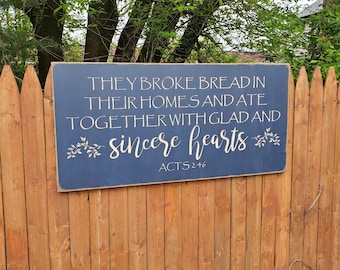 THEY BROKE BREAD IN
THEIR HOMES AND ATE
TOGETHER WITH GLAD AND
sincere hearts
ACTS 2 46